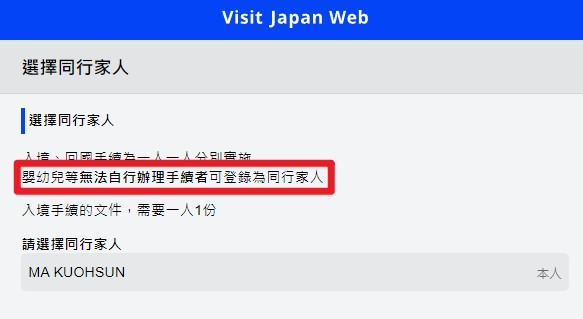 Visit Japan Web
選擇同行家人
選擇同行家人
入境、回國手續為一人一人分別實施
嬰幼兒等無法自行辦理手續者可登錄為同行家人
入境手續的文件，需要一人1份
請選擇同行家人
MA KUOHSUN
本人